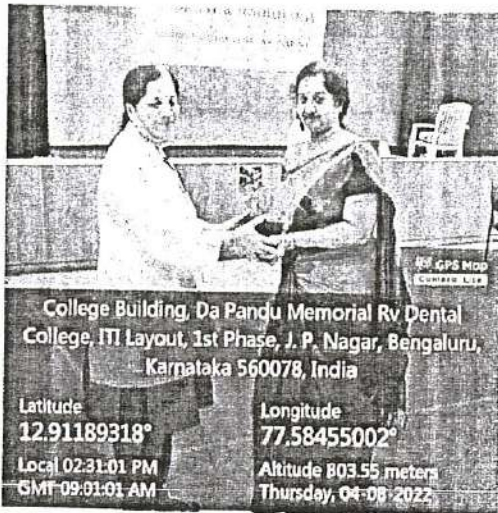 GPS Map
Camera Lite
College Building, Da Pandu Memorial Rv Dental
College, ITI Layout, 1st Phase, J. P. Nagar, Bengaluru,
Karnataka 560078, India
Latitude
12.91189318°
Longitude
77.58455002°
Local 02:31:01 PM
GMT 09:01:01 AM
Altitude 803.55 meters
Thursday, 04-08-2022